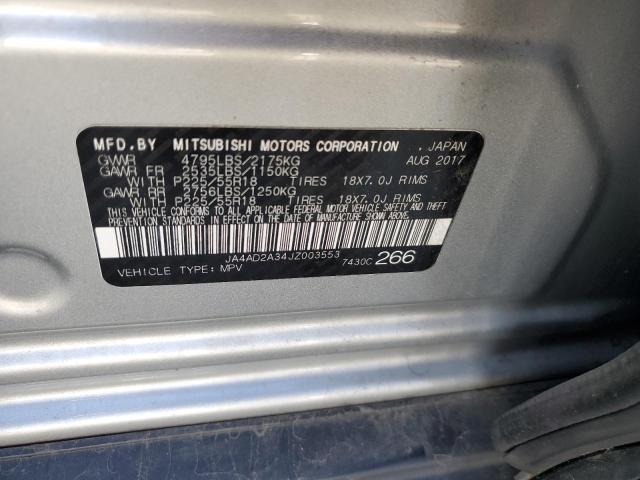 MFD.BY MITSUBISHI MOTORS CORPORATION . JAPAN
GVWR 4795LBS/2175KG AUG 2017
GAWR FR 2535LBS/1150KG
WITH P225/55R18 TIRES 18X7.0J RIMS
GAWR RR 2756LBS/1250KG
WITH P225/55R18 TIRES 18X7.0J RIMS
THIS VEHICLE CONFORMS TO ALL APPLICABLE FEDERAL MOTOR VEHICLE SAFETY AND THEFT
PREVENTION STANDARDS IN EFFECT ON THE DATE OF MANUFACTURE SHOWN ABOVE.
JA4AD2A34JZ003553
VEHICLE TYPE: MPV 7430C 266